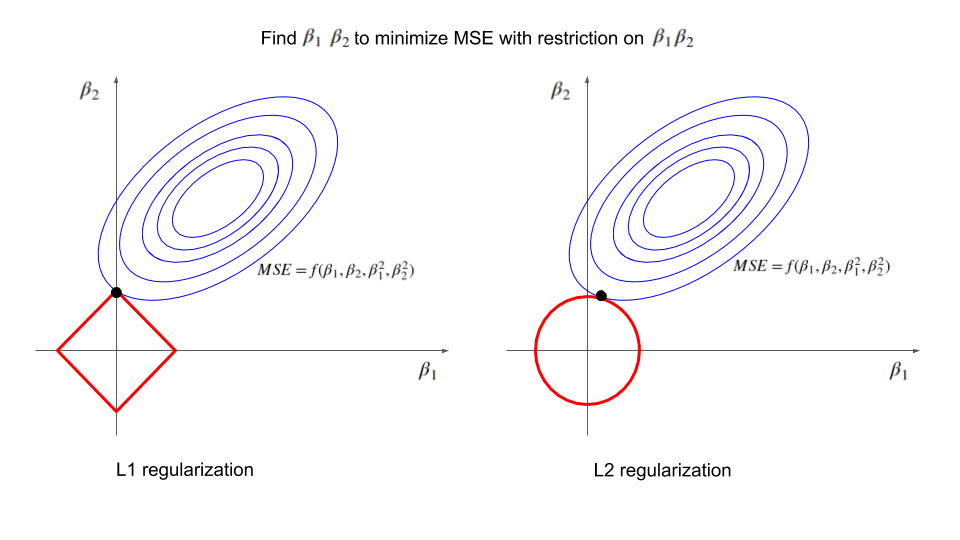 Find β₁ β₂ to minimize MSE with restriction on β₁β₂
β₂
β₂
MSE = f(β₁, β₂, β₁², β₂²)
MSE = f(β₁, β₂, β₁², β₂²)
β₁
β₁
L1 regularization
L2 regularization